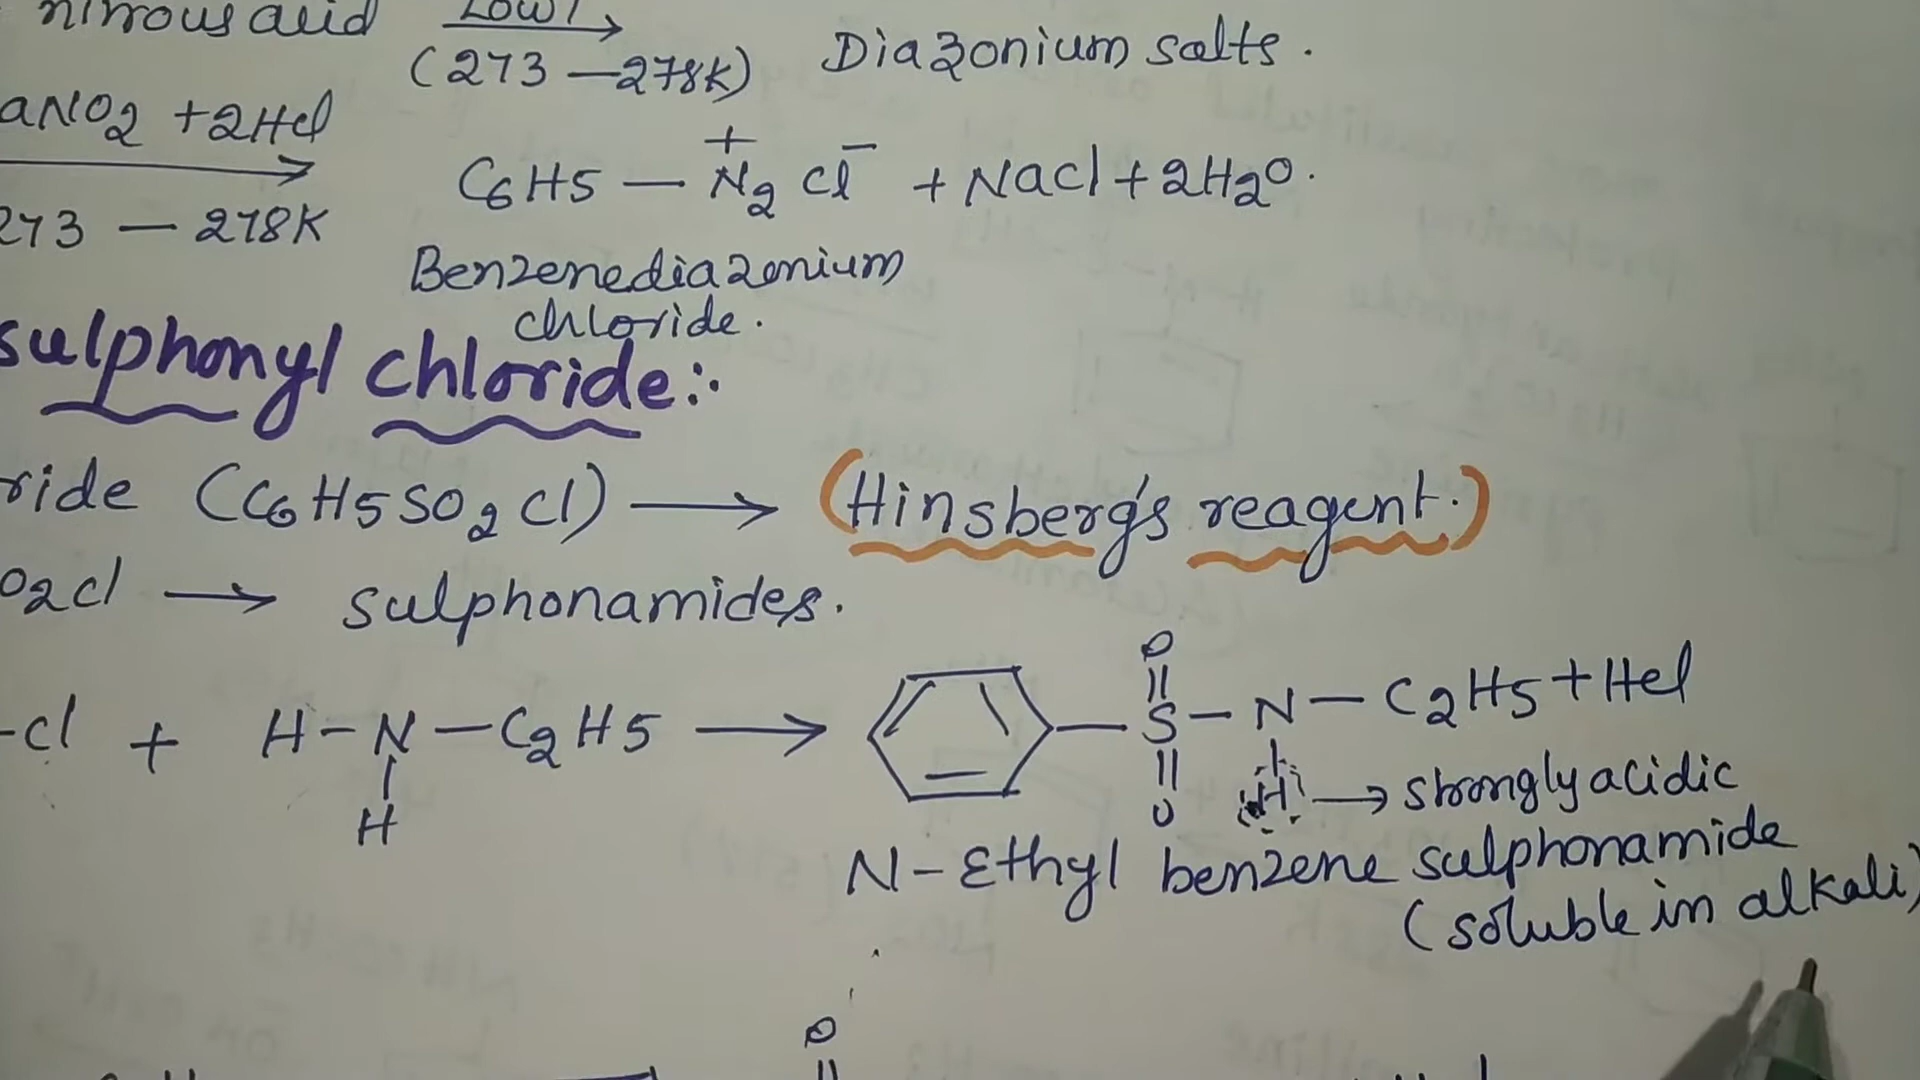 nitrous acid LowT
(273 — 278K) Diazonium salts.
aNO2 + 2Hcl
C6H5 — N2+ Cl- + Nacl + 2H2O.
273 — 278K
Benzenediazonium
chloride.
sulphonyl chloride:
ride (C6H5SO2Cl) → (Hinsberg's reagent.)
O2cl → sulphonamides.
O
-cl + H-N-C2H5 → S-N-C2H5 + Hcl
H O H → strongly acidic
N-Ethyl benzene sulphonamide
(soluble in alkali)
O